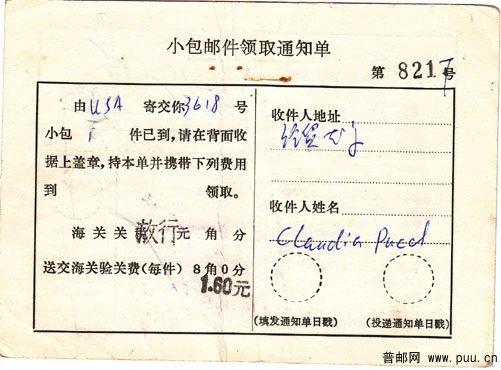 小包邮件领取通知单
第 8217 号
由 USA 寄交你 3618 号
小包 1 件已到，请在背面收
据上盖章，持本单并携带下列费用
到 领取。
海关关 元 角 分
送交海关验关费(每件) 8角0分
1.60元
收件人地址
收件人姓名
Claudia
(填发通知单日戳) (投递通知单日戳)
普邮网 www.puu.cn